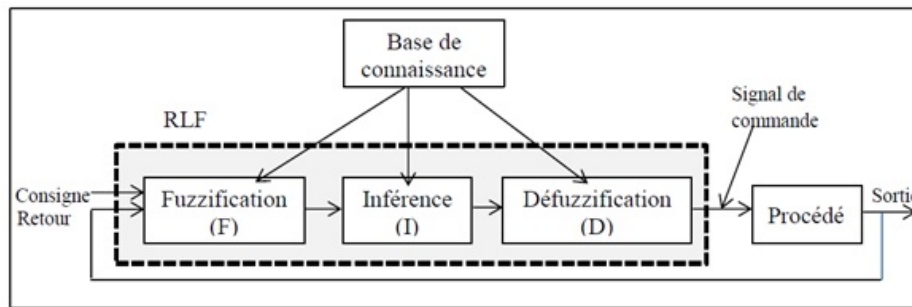 Base de
connaissance
Signal de
commande
RLF
Consigne
Retour
Fuzzification
(F)
Inférence
(I)
Défuzzification
(D)
Procédé
Sortie